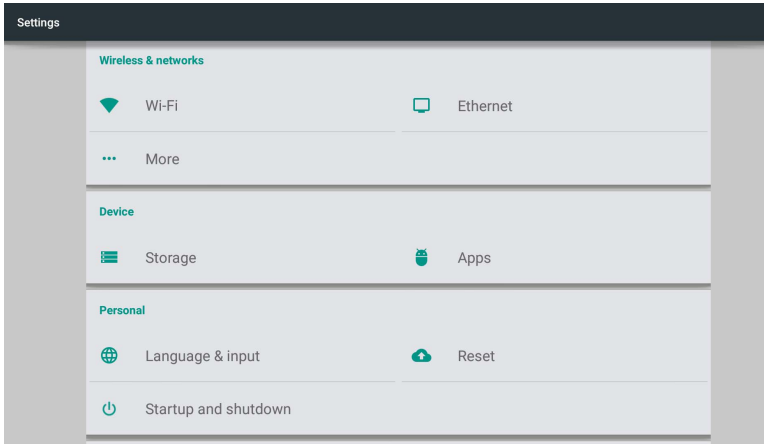 Settings
Wireless & networks
Wi-Fi
Ethernet
More
Device
Storage
Apps
Personal
Language & input
Reset
Startup and shutdown